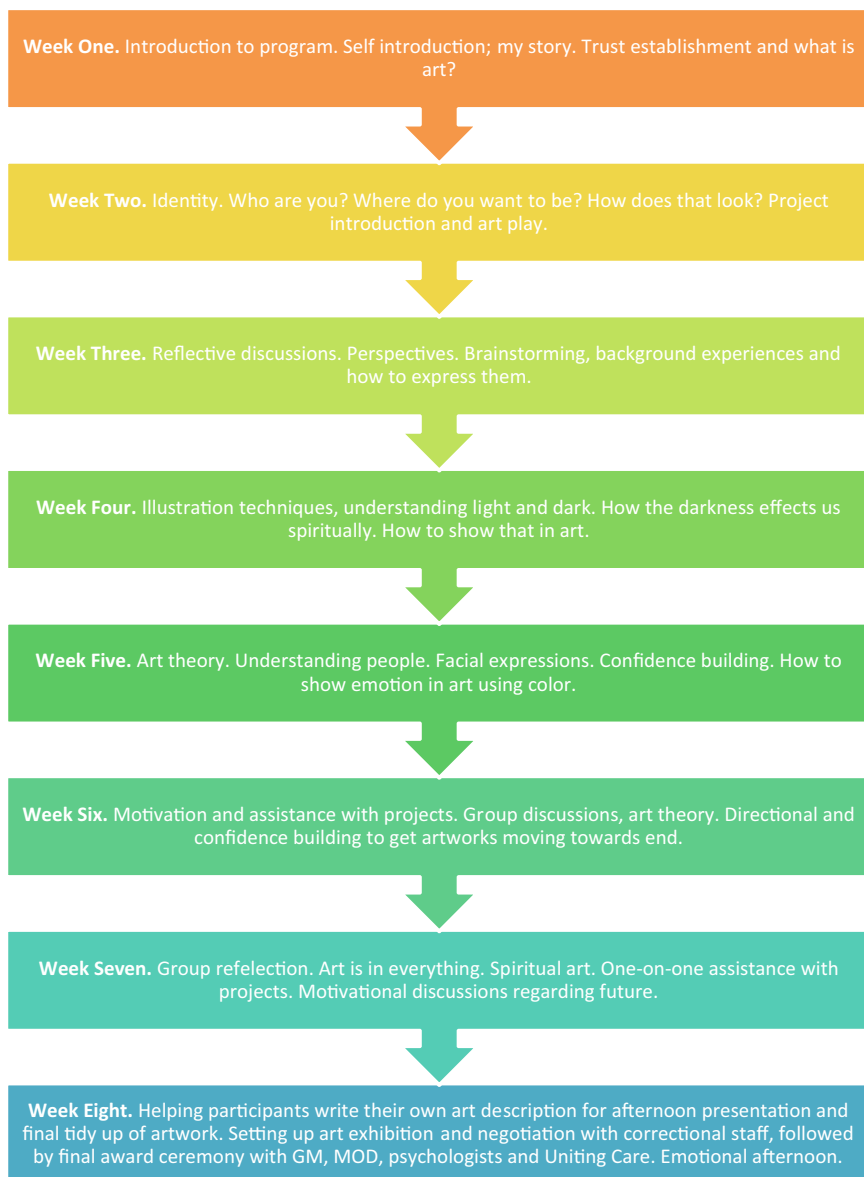 Week One. Introduction to program. Self introduction; my story. Trust establishment and what is
art?
Week Two. Identity. Who are you? Where do you want to be? How does that look? Project
introduction and art play.
Week Three. Reflective discussions. Perspectives. Brainstorming, background experiences and
how to express them.
Week Four. Illustration techniques, understanding light and dark. How the darkness effects us
spiritually. How to show that in art.
Week Five. Art theory. Understanding people. Facial expressions. Confidence building. How to
show emotion in art using color.
Week Six. Motivation and assistance with projects. Group discussions, art theory. Directional and
confidence building to get artworks moving towards end.
Week Seven. Group refelection. Art is in everything. Spiritual art. One-on-one assistance with
projects. Motivational discussions regarding future.
Week Eight. Helping participants write their own art description for afternoon presentation and
final tidy up of artwork. Setting up art exhibition and negotiation with correctional staff, followed
by final award ceremony with GM, MOD, psychologists and Uniting Care. Emotional afternoon.